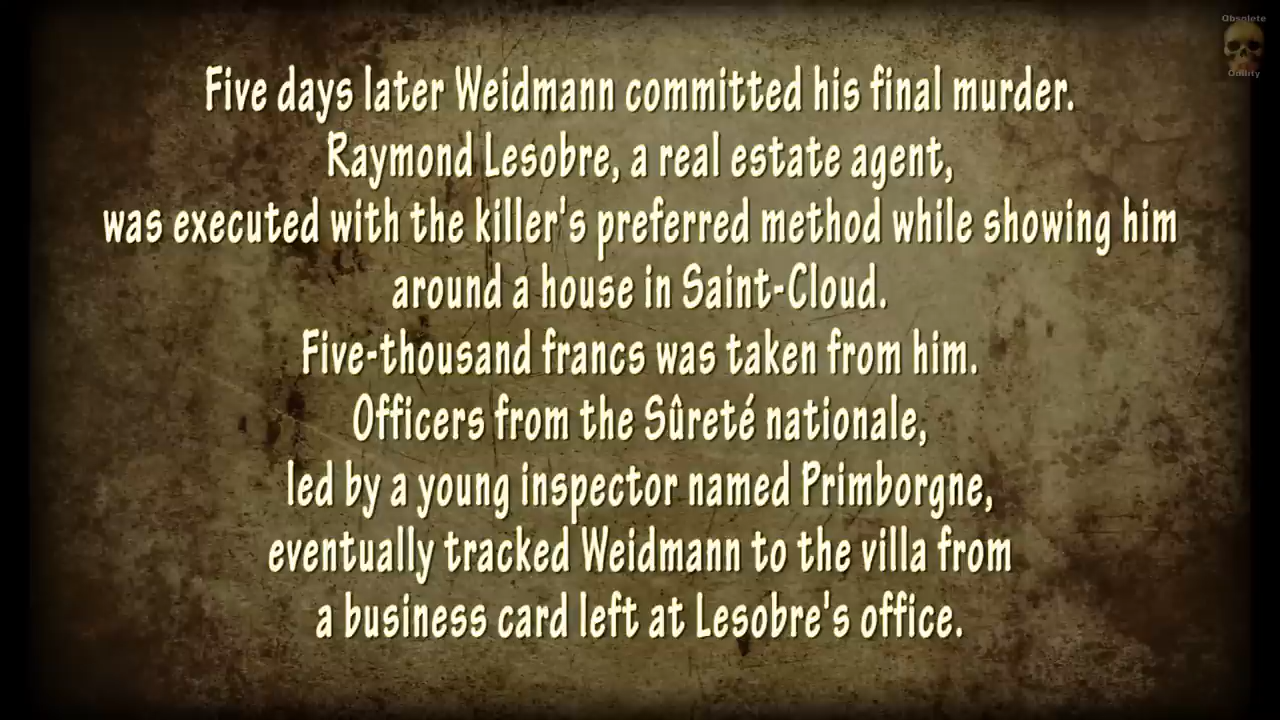 Obsolete
Oddity
Five days later Weidmann committed his final murder.
Raymond Lesobre, a real estate agent,
was executed with the killer's preferred method while showing him
around a house in Saint-Cloud.
Five-thousand francs was taken from him.
Officers from the Sûreté nationale,
led by a young inspector named Primborgne,
eventually tracked Weidmann to the villa from
a business card left at Lesobre's office.